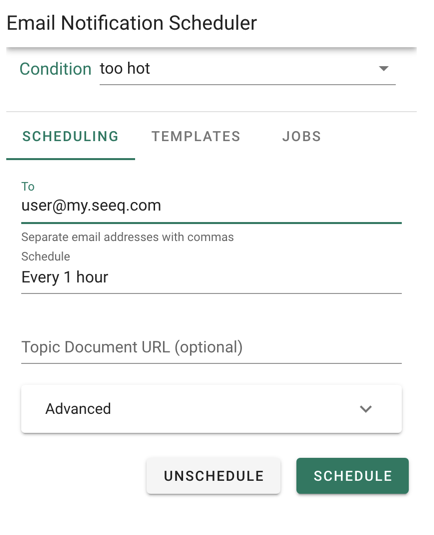 Email Notification Scheduler
Condition too hot
SCHEDULING TEMPLATES JOBS
To
user@my.seeq.com
Separate email addresses with commas
Schedule
Every 1 hour
Topic Document URL (optional)
Advanced
UNSCHEDULE SCHEDULE